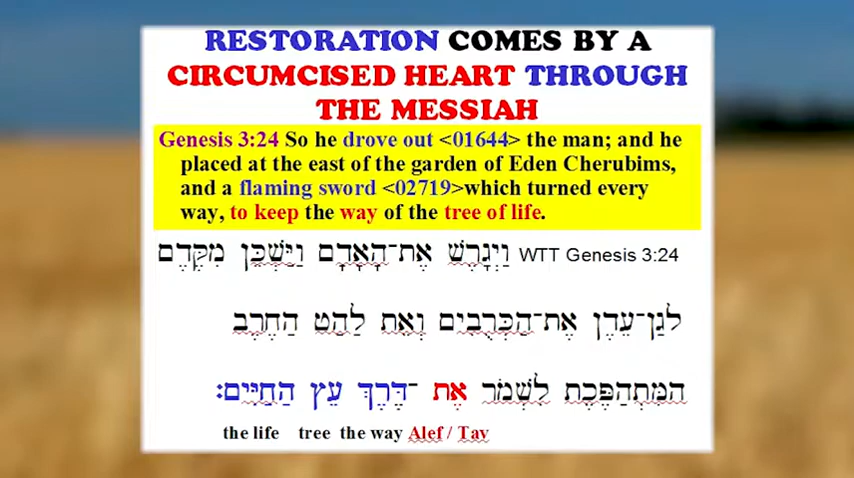 RESTORATION COMES BY A
CIRCUMCISED HEART THROUGH
THE MESSIAH
Genesis 3:24 So he drove out <01644> the man; and he
placed at the east of the garden of Eden Cherubims,
and a flaming sword <02719>which turned every
way, to keep the way of the tree of life.
WTT Genesis 3:24 וַיְגָרֶשׁ אֶת־הָאָדָם וַיַּשְׁכֵּן מִקֶּדֶם
לְגַן־עֵדֶן אֶת־הַכְּרֻבִים וְאֵת לַהַט הַחֶרֶב
הַמִּתְהַפֶּכֶת לִשְׁמֹר אֶת ־דֶּרֶךְ עֵץ הַחַיִּים׃
the life tree the way Alef / Tav